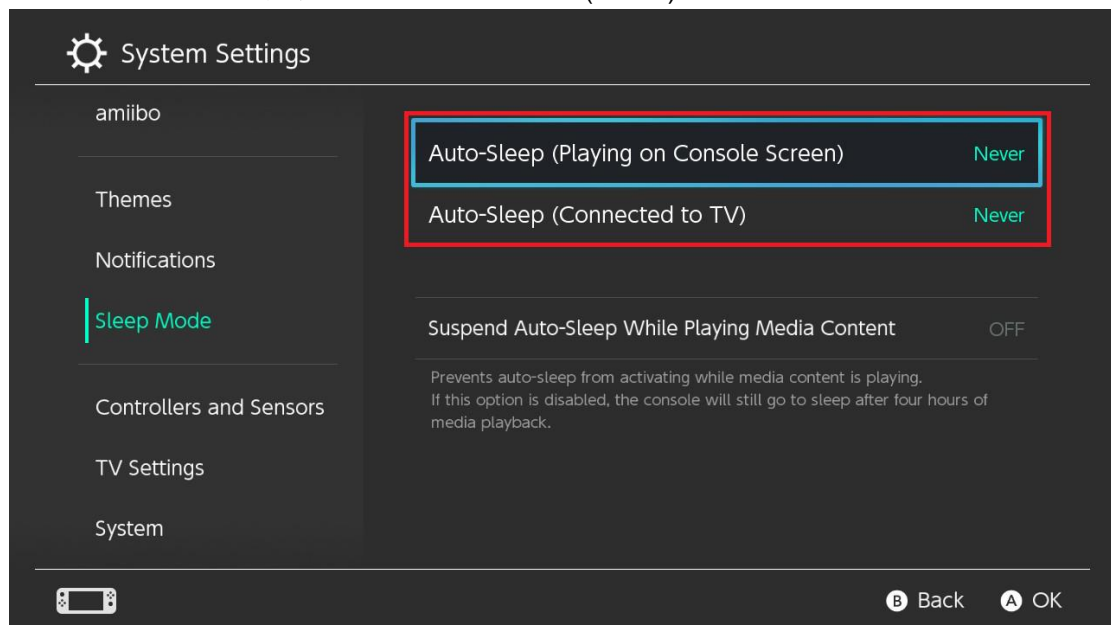 System Settings
amiibo
Themes
Notifications
Sleep Mode
Controllers and Sensors
TV Settings
System
Auto-Sleep (Playing on Console Screen) Never
Auto-Sleep (Connected to TV) Never
Suspend Auto-Sleep While Playing Media Content OFF
Prevents auto-sleep from activating while media content is playing.
If this option is disabled, the console will still go to sleep after four hours of
media playback.
B Back A OK